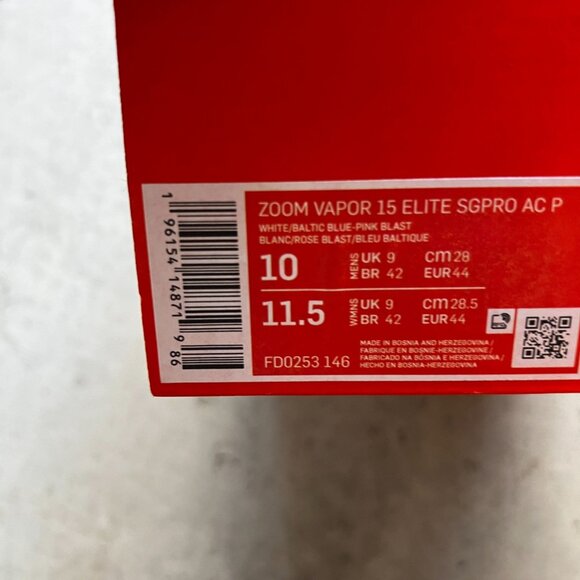 ZOOM VAPOR 15 ELITE SGPRO AC P
WHITE/BALTIC BLUE-PINK BLAST
BLANC/ROSE BLAST/BLEU BALTIQUE
10 MENS UK 9 CM 28
BR 42 EUR 44
11.5 WMNS UK 9 CM 28.5
BR 42 EUR 44
FD0253 146
MADE IN BOSNIA AND HERZEGOVINA /
FABRIQUE EN BOSNIE-HERZEGOVINE /
FABRICADO NA BÓSNIA E HERZEGOVINA /
HECHO EN BOSNIA-HERZEGOVINA
1 96154 14871 9 86